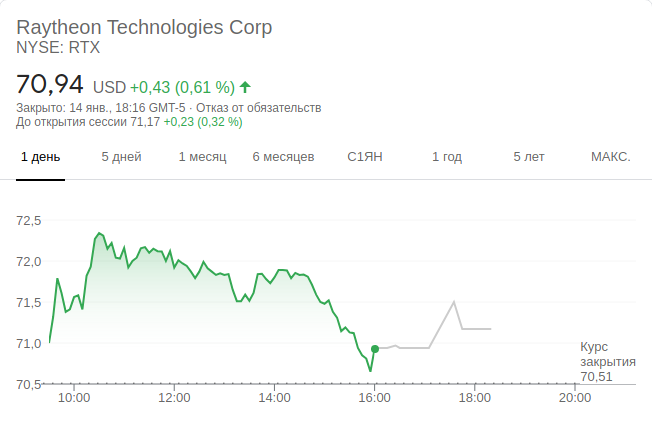 Raytheon Technologies Corp
NYSE: RTX
70,94 USD +0,43 (0,61 %)
Закрыто: 14 янв., 18:16 GMT-5 · Отказ от обязательств
До открытия сессии 71,17 +0,23 (0,32 %)
1 день 5 дней 1 месяц 6 месяцев С1ЯН 1 год 5 лет МАКС.
72,5
72,0
71,5
71,0
70,5
Курс
закрытия
70,51
10:00 12:00 14:00 16:00 18:00 20:00